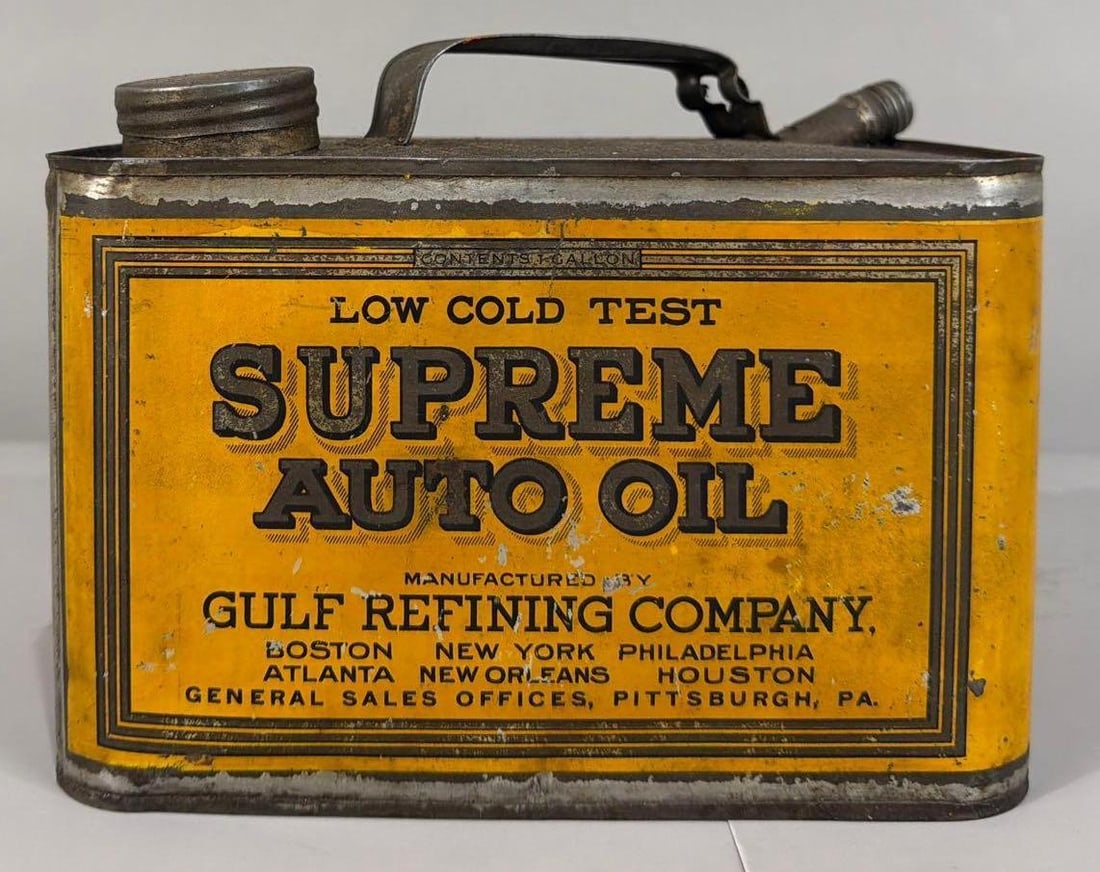 CONTENTS 1 GALLON
LOW COLD TEST
SUPREME
AUTO OIL
MANUFACTURED BY
GULF REFINING COMPANY,
BOSTON NEW YORK PHILADELPHIA
ATLANTA NEW ORLEANS HOUSTON
GENERAL SALES OFFICES, PITTSBURGH, PA.